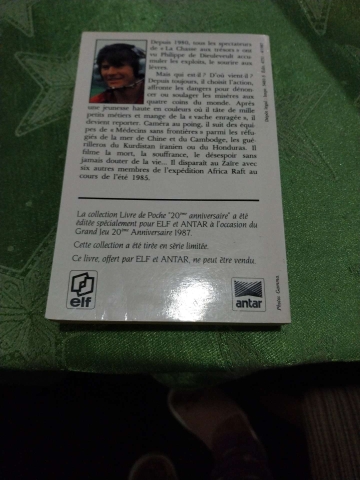 Depuis 1980, tous les spectateurs
de « La Chasse aux trésors » ont
vu Philippe de Dieuleveult accu-
muler les exploits, le sourire aux
lèvres.
Mais qui est-il ? D'où vient-il ?
Depuis toujours, il choisit l'action,
affronte les dangers pour dénon-
cer ou soulager les misères aux
quatre coins du monde. Après
une jeunesse haute en couleurs où il tâte de mille
petits métiers et mange de la « vache enragée », il
devient reporter. Caméra au poing, il suit des équi-
pes de « Médecins sans frontières » parmi les réfu-
giés de la mer de Chine et du Cambodge, les gué-
rilleros du Kurdistan iranien ou du Honduras. Il
filme la mort, la souffrance, le désespoir sans
jamais douter de la vie... Il disparaît au Zaïre avec
six autres membres de l'expédition Africa Raft au
cours de l'été 1985.
La collection Livre de Poche "20ème anniversaire" a été
éditée spécialement pour ELF et ANTAR à l'occasion du
Grand Jeu 20ème Anniversaire 1987.
Cette collection a été tirée en série limitée.
Ce livre, offert par ELF et ANTAR, ne peut être vendu.
elf
antar
Photo Gamma.